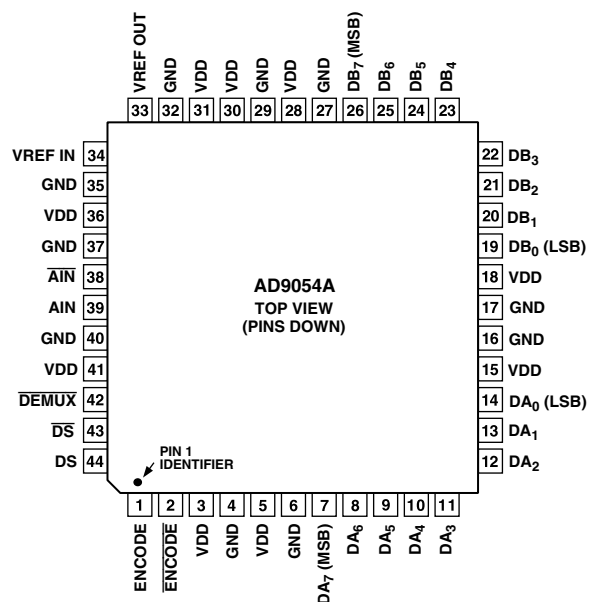 VREF OUT
GND
VDD
VDD
GND
VDD
GND
DB7 (MSB)
DB6
DB5
DB4
33 32 31 30 29 28 27 26 25 24 23
VREF IN 34
GND 35
VDD 36
GND 37
AIN 38
AIN 39
GND 40
VDD 41
DEMUX 42
DS 43
DS 44
AD9054A
TOP VIEW
(PINS DOWN)
PIN 1
IDENTIFIER
22 DB3
21 DB2
20 DB1
19 DB0 (LSB)
18 VDD
17 GND
16 GND
15 VDD
14 DA0 (LSB)
13 DA1
12 DA2
1 2 3 4 5 6 7 8 9 10 11
ENCODE
ENCODE
VDD
GND
VDD
GND
DA7 (MSB)
DA6
DA5
DA4
DA3